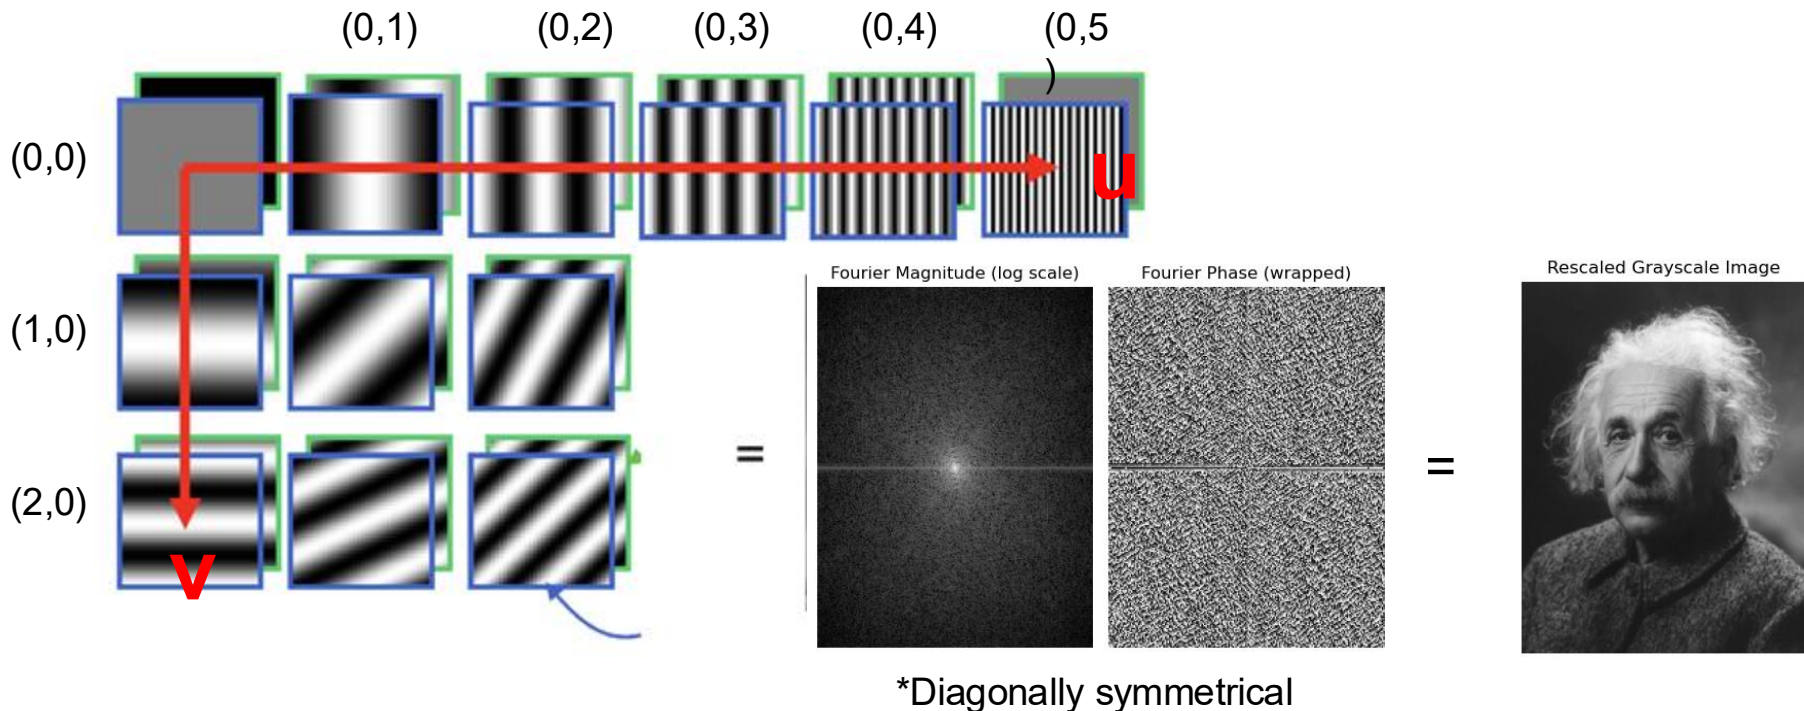 (0,1) (0,2) (0,3) (0,4) (0,5
)
(0,0)
u
Fourier Magnitude (log scale) Fourier Phase (wrapped) Rescaled Grayscale Image
(1,0)
= =
(2,0)
v
*Diagonally symmetrical